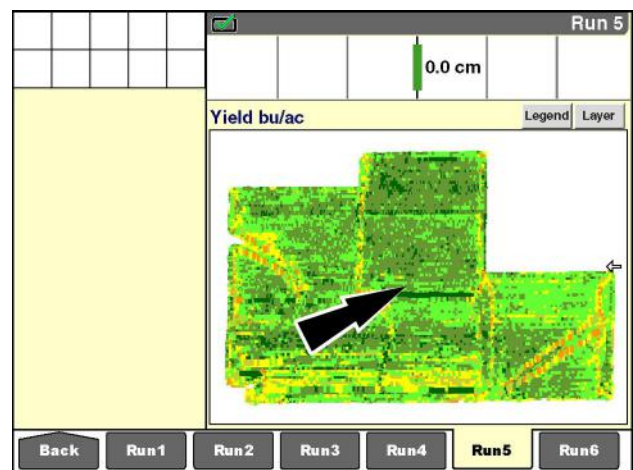 Run 5
0.0 cm
Yield bu/ac
Legend Layer
Back Run1 Run2 Run3 Run4 Run5 Run6